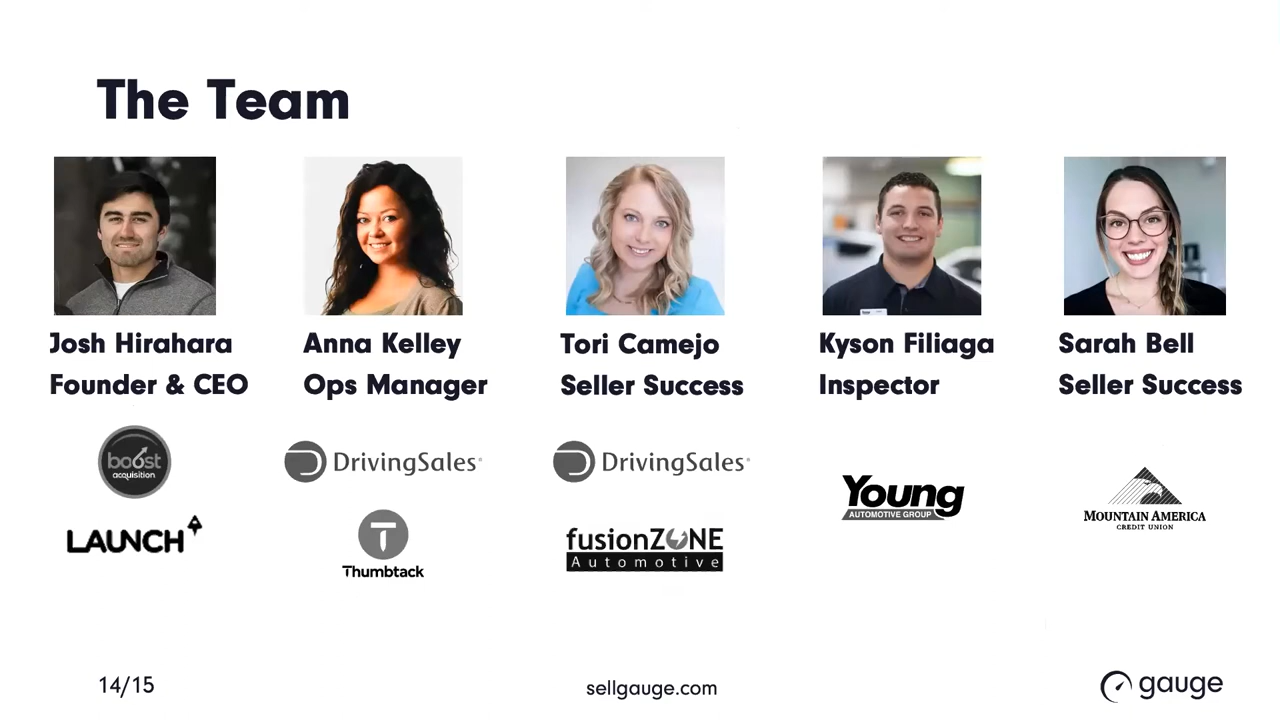 The Team
Josh Hirahara
Founder & CEO
Anna Kelley
Ops Manager
Tori Camejo
Seller Success
Kyson Filiaga
Inspector
Sarah Bell
Seller Success
boost
acquisition
LAUNCH
DrivingSales
Thumbtack
DrivingSales
fusionZONE
Automotive
Young
AUTOMOTIVE GROUP
MOUNTAIN AMERICA
CREDIT UNION
14/15
sellgauge.com
gauge